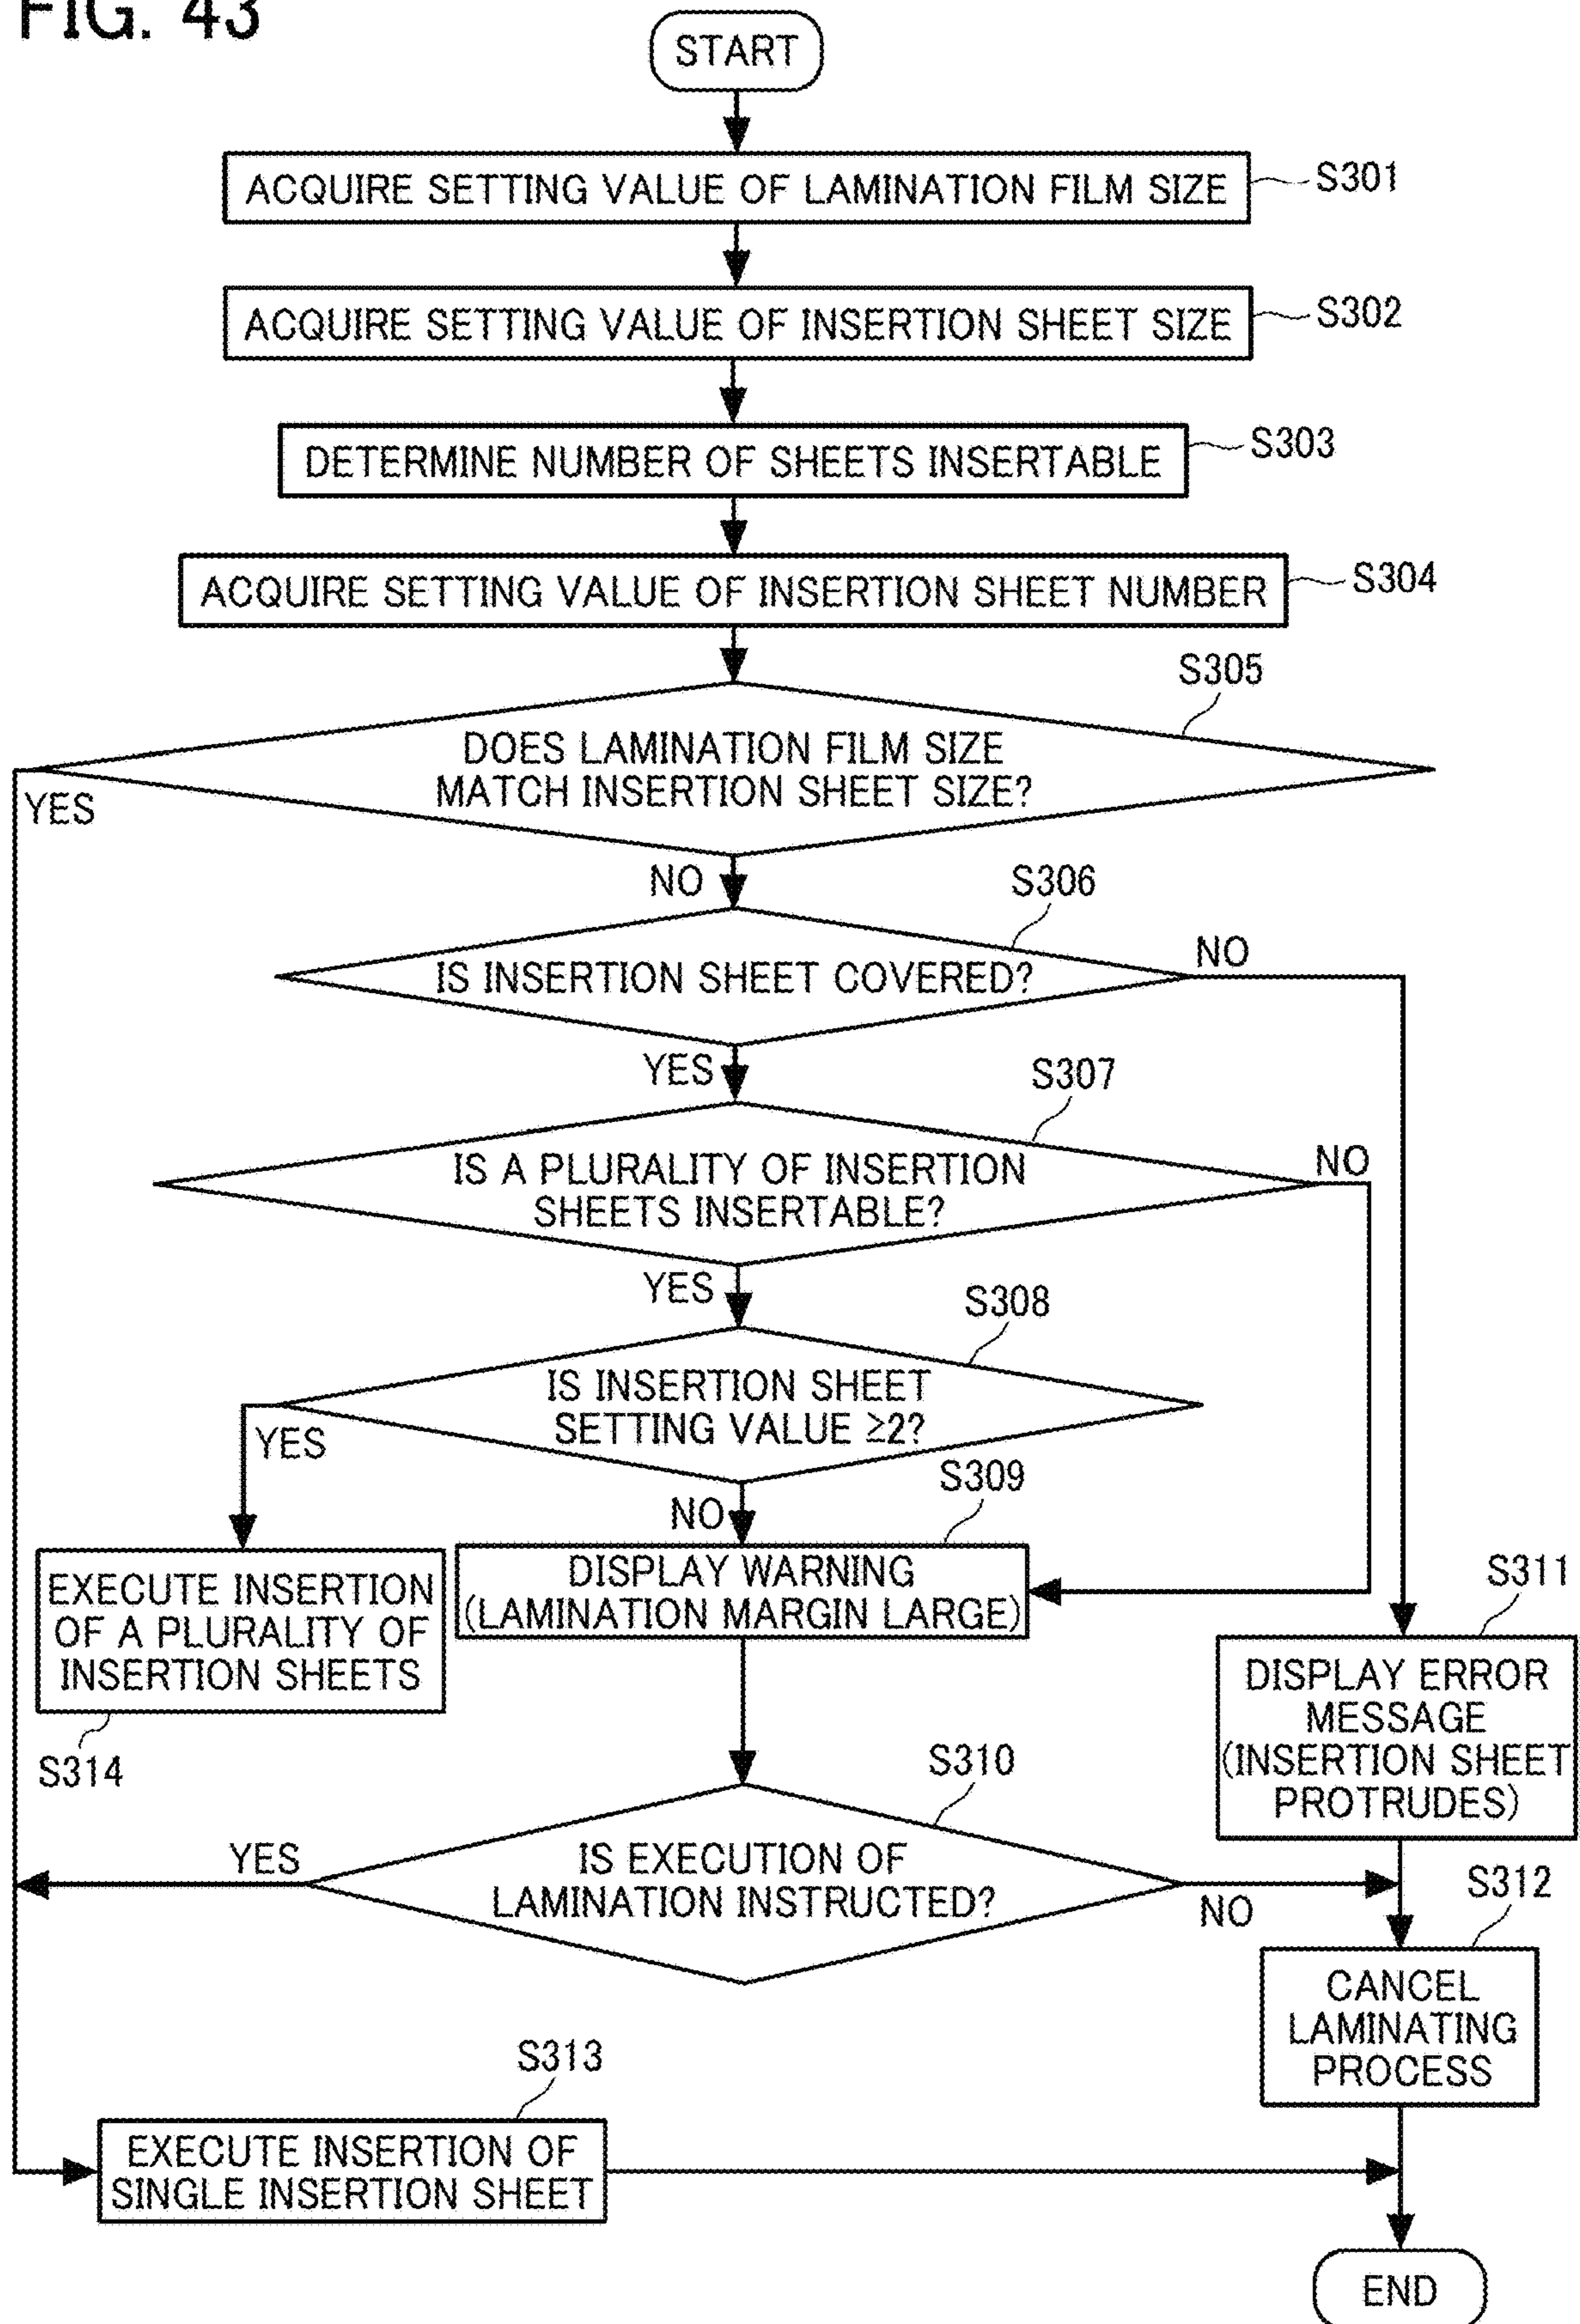 FIG. 43
START
ACQUIRE SETTING VALUE OF LAMINATION FILM SIZE
S301
ACQUIRE SETTING VALUE OF INSERTION SHEET SIZE
S302
DETERMINE NUMBER OF SHEETS INSERTABLE
S303
ACQUIRE SETTING VALUE OF INSERTION SHEET NUMBER
S304
S305
DOES LAMINATION FILM SIZE
MATCH INSERTION SHEET SIZE?
YES
NO
S306
IS INSERTION SHEET COVERED?
NO
YES
S307
IS A PLURALITY OF INSERTION
SHEETS INSERTABLE?
NO
YES
S308
IS INSERTION SHEET
SETTING VALUE ≥2?
YES
NO
S309
DISPLAY WARNING
(LAMINATION MARGIN LARGE)
EXECUTE INSERTION
OF A PLURALITY OF
INSERTION SHEETS
S314
S311
DISPLAY ERROR
MESSAGE
(INSERTION SHEET
PROTRUDES)
S310
IS EXECUTION OF
LAMINATION INSTRUCTED?
YES
NO
S312
CANCEL
LAMINATING
PROCESS
S313
EXECUTE INSERTION OF
SINGLE INSERTION SHEET
END